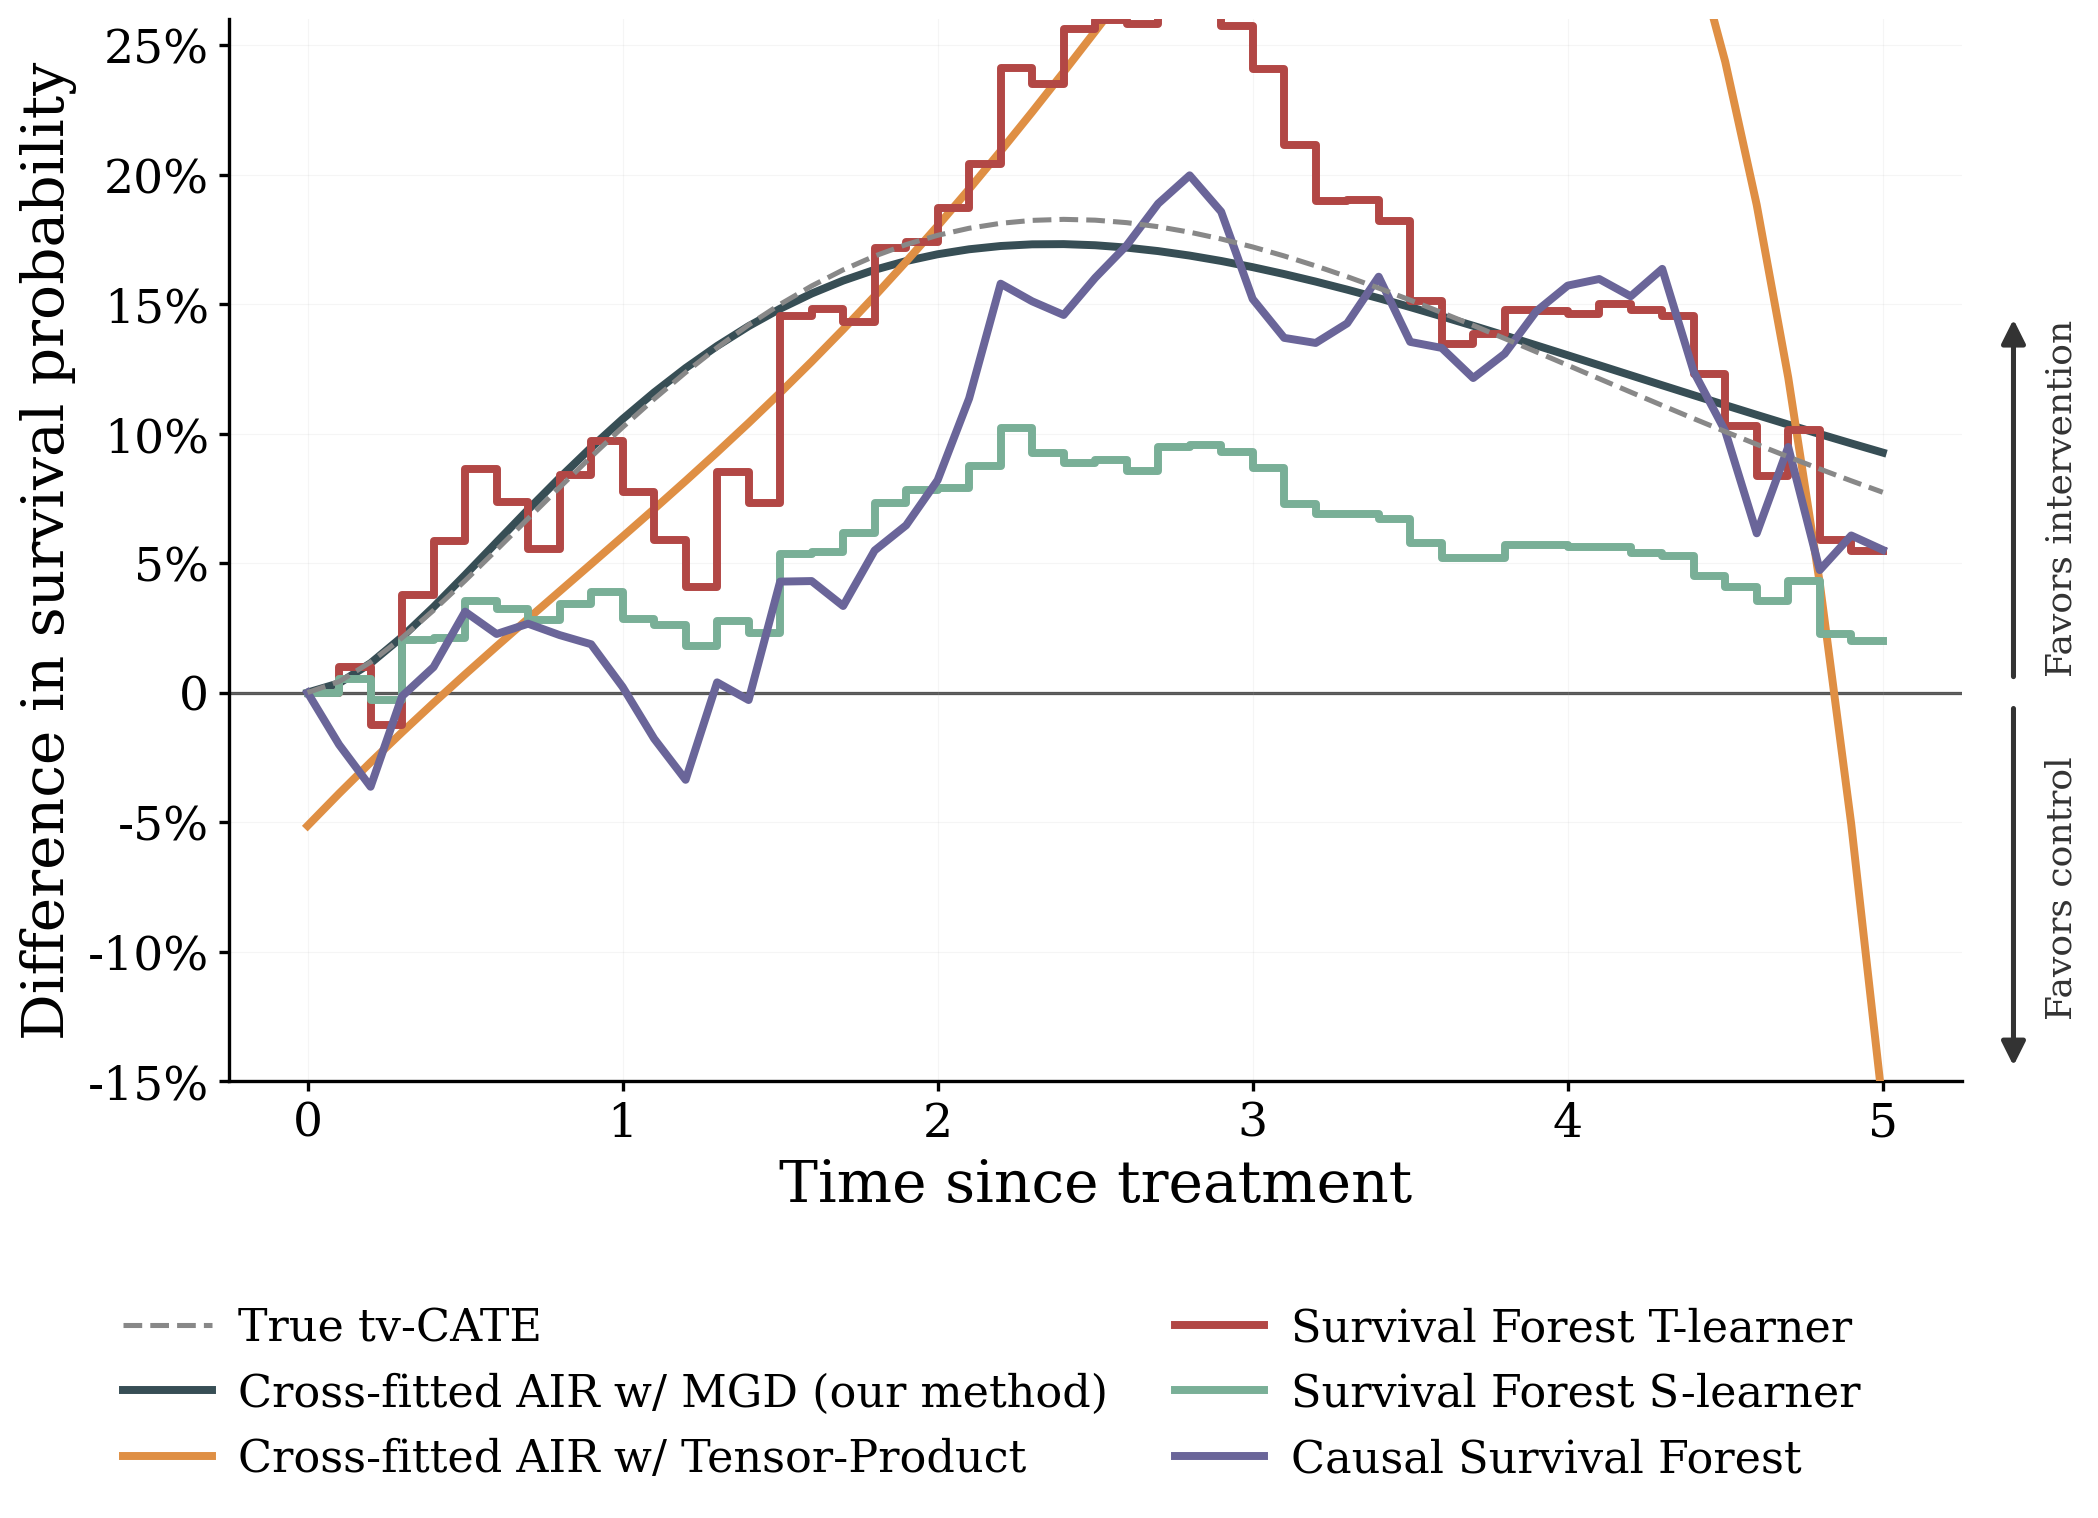 Difference in survival probability
25%
20%
15%
10%
5%
0
-5%
-10%
-15%
0 1 2 3 4 5
Time since treatment
Favors intervention
Favors control
True tv-CATE
Cross-fitted AIR w/ MGD (our method)
Cross-fitted AIR w/ Tensor-Product
Survival Forest T-learner
Survival Forest S-learner
Causal Survival Forest